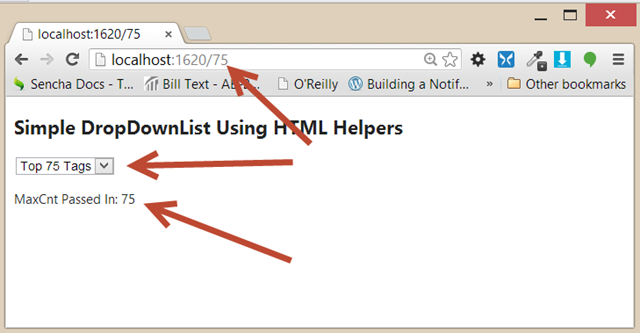 localhost:1620/75
localhost:1620/75
Sencha Docs - T... Bill Text - AB-D... O'Reilly Building a Notif... » Other bookmarks
Simple DropDownList Using HTML Helpers
Top 75 Tags
MaxCnt Passed In: 75